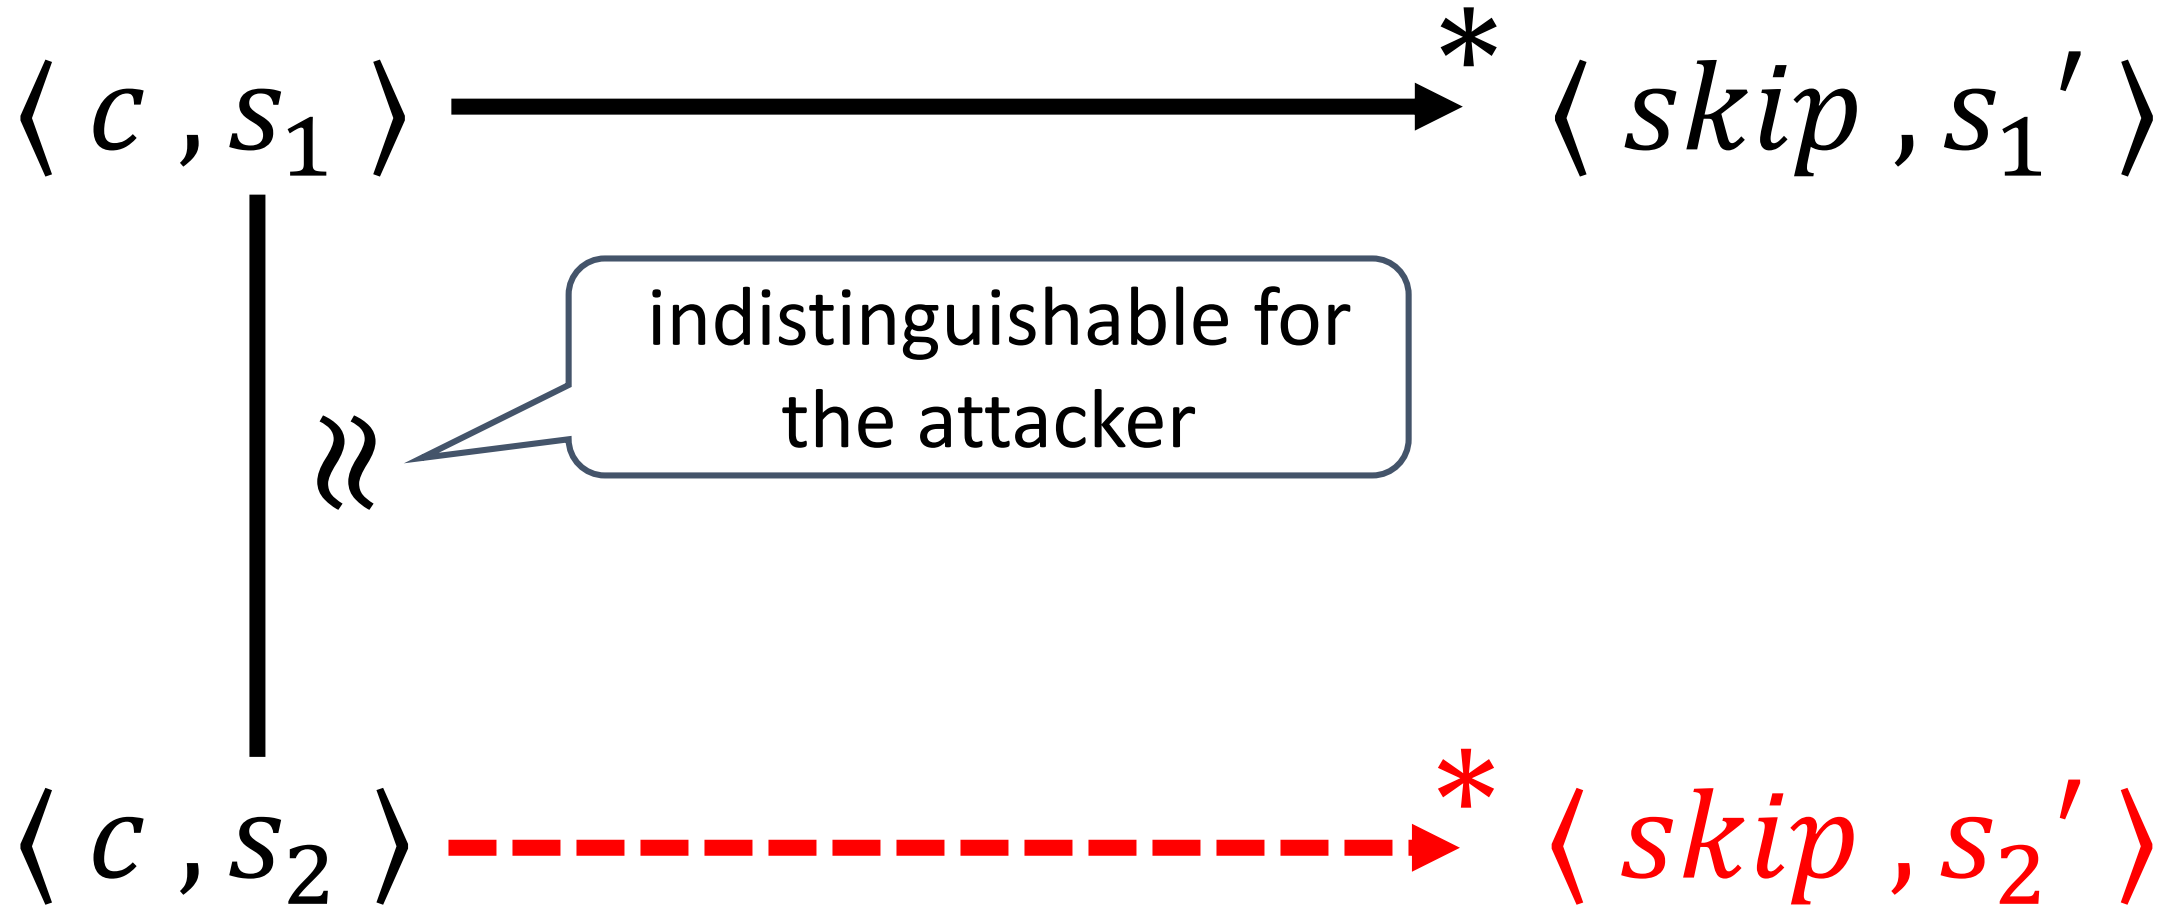 ⟨ c , s₁ ⟩ * ⟨ skip , s₁′ ⟩
indistinguishable for
the attacker
≈
⟨ c , s₂ ⟩ * ⟨ skip , s₂′ ⟩